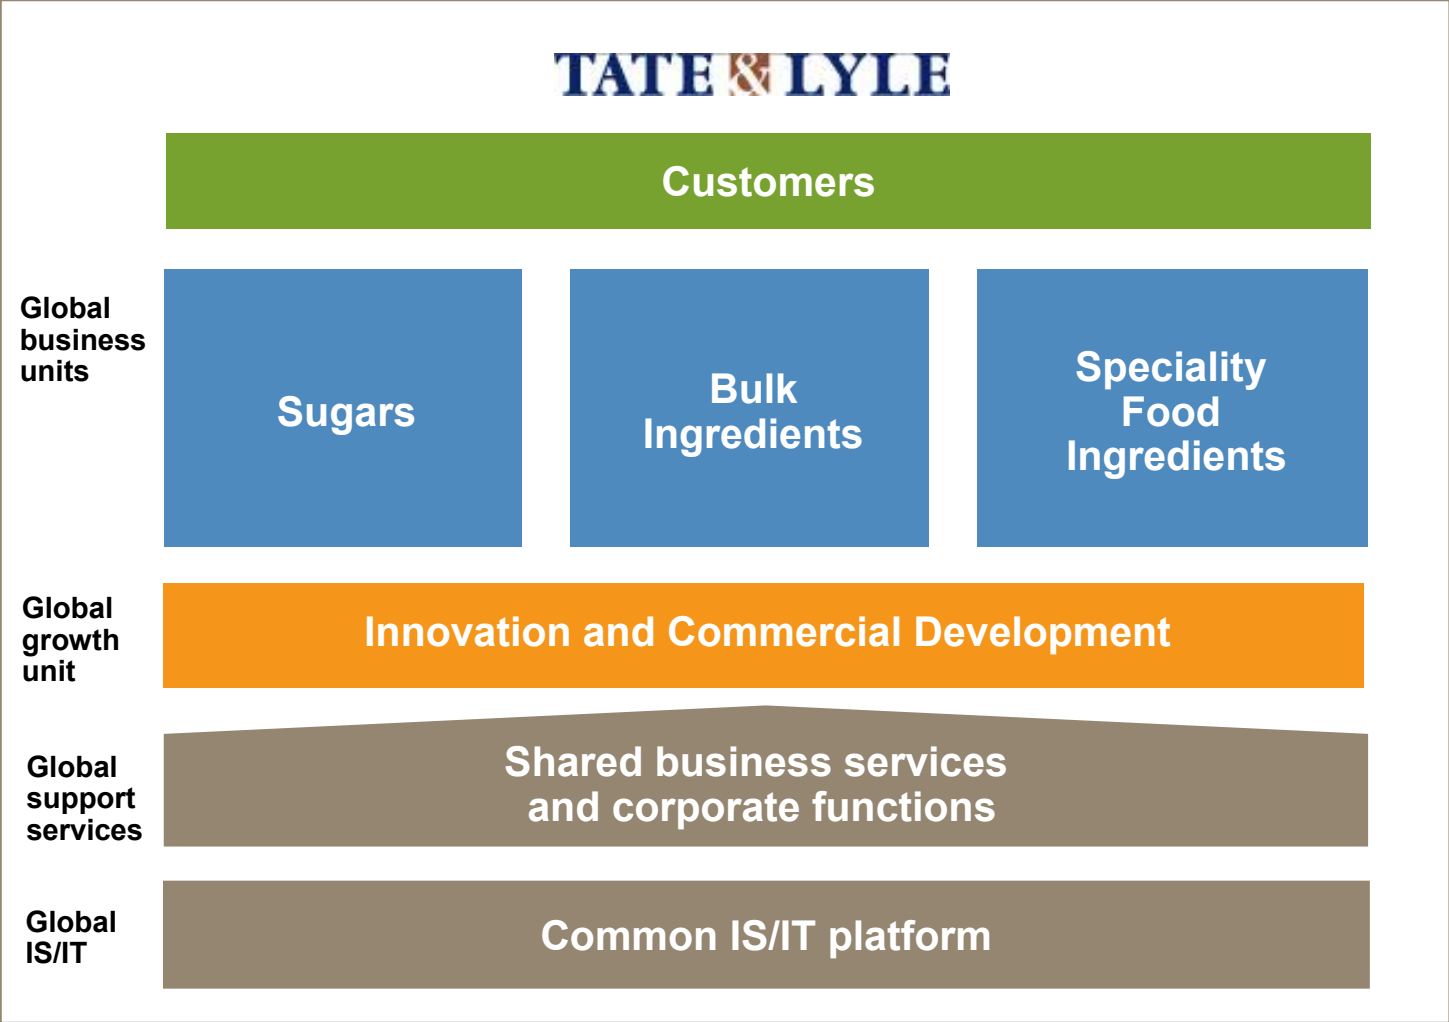 TATE & LYLE
Customers
Global
business
units
Sugars
Bulk
Ingredients
Speciality
Food
Ingredients
Global
growth
unit
Innovation and Commercial Development
Global
support
services
Shared business services
and corporate functions
Global
IS/IT
Common IS/IT platform